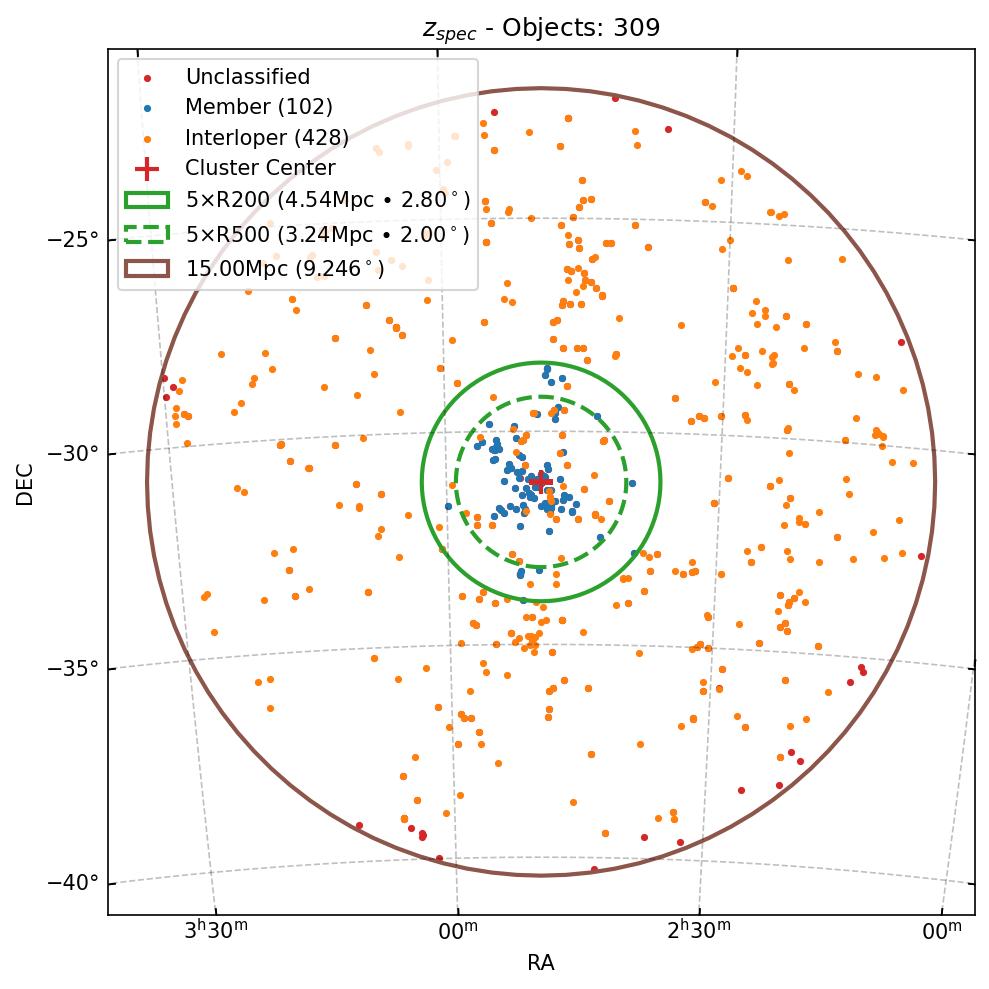 z_spec - Objects: 309
Unclassified
Member (102)
Interloper (428)
Cluster Center
5×R200 (4.54Mpc • 2.80°)
5×R500 (3.24Mpc • 2.00°)
15.00Mpc (9.246°)
−25°
−30°
−35°
−40°
DEC
3ʰ30ᵐ 00ᵐ 2ʰ30ᵐ 00ᵐ
RA